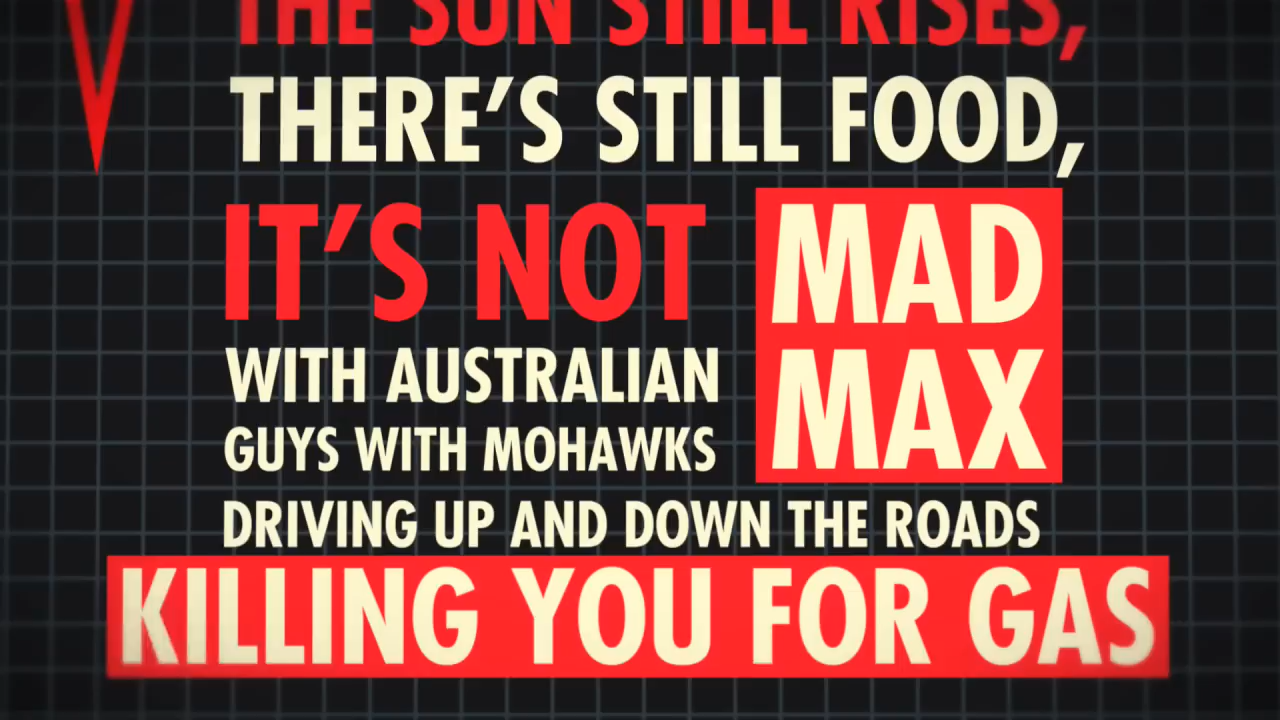 THE SUN STILL RISES,
THERE'S STILL FOOD,
IT'S NOT MAD MAX
WITH AUSTRALIAN
GUYS WITH MOHAWKS
DRIVING UP AND DOWN THE ROADS
KILLING YOU FOR GAS